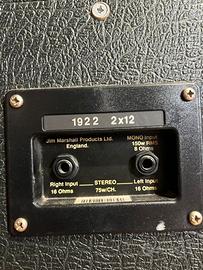 1922 2x12
Jim Marshall Products Ltd.
England.
MONO Input
150w RMS
8 Ohms
Right Input
16 Ohms
STEREO
75w/CH.
Left Input
16 Ohms